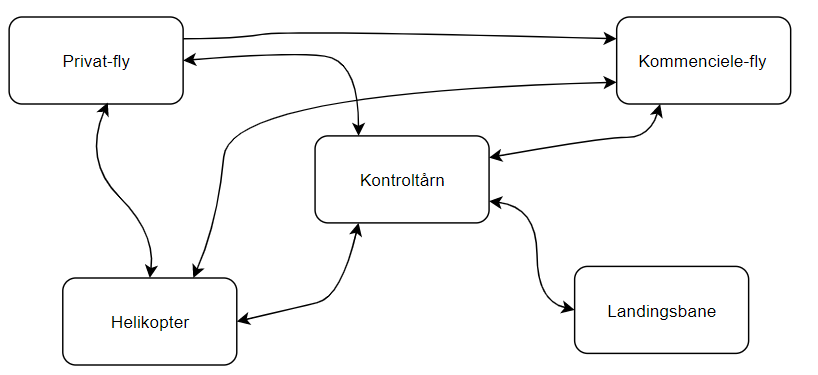 Privat-fly
Kommenciele-fly
Kontroltårn
Helikopter
Landingsbane